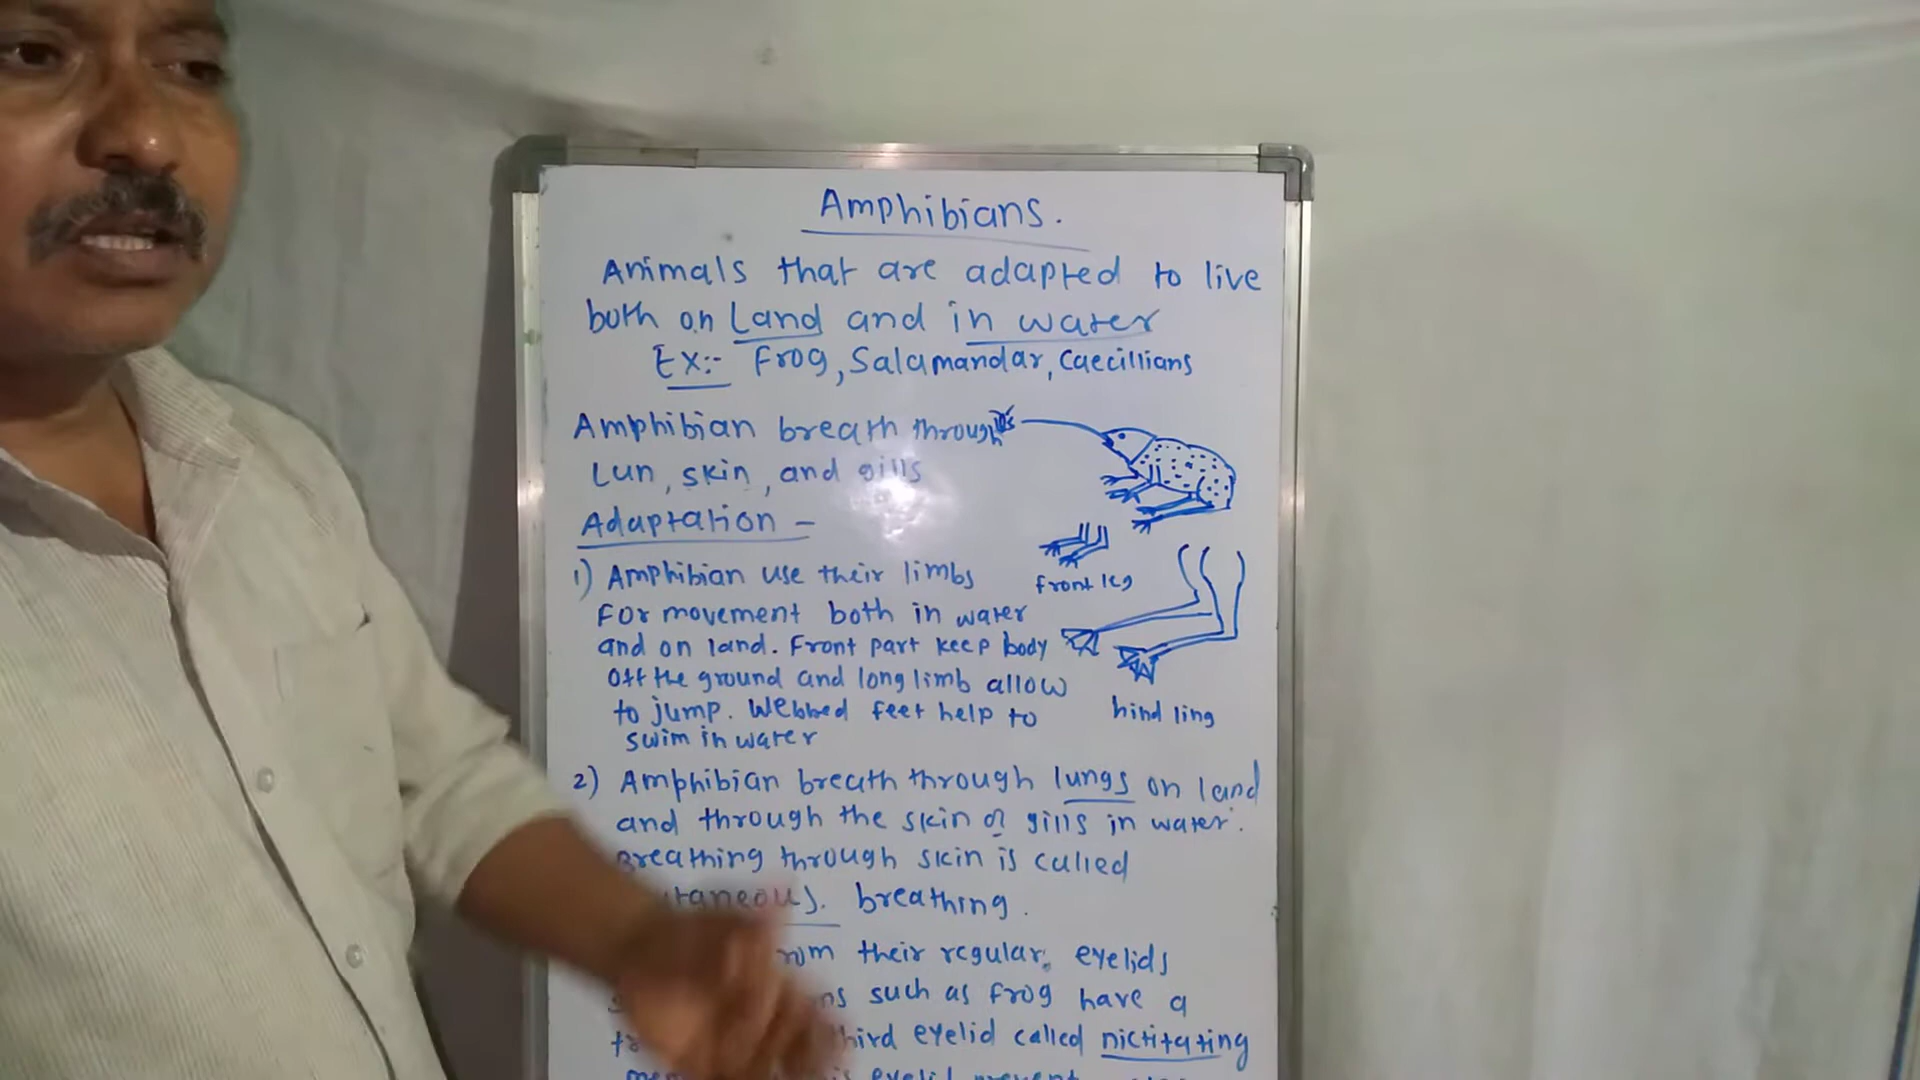 Amphibians.
Animals that are adapted to live
both on Land and in water
Ex:- Frog, Salamandar, Caecillians
Amphibian breath through
Lun, skin, and gills
Adaptation -
1) Amphibian use their limbs
For movement both in water
and on land. Front part keep body
off the ground and long limb allow
to jump. Webbed feet help to
swim in water
front leg
hind ling
2) Amphibian breath through lungs on land
and through the skin or gills in water.
Breathing through skin is called
breathing.
their regular eyelids
such as frog have a
third eyelid called nictitating
eyelid prevent